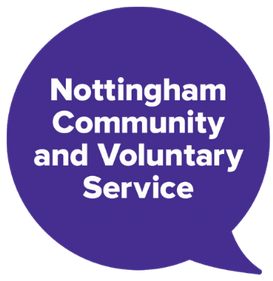 Nottingham
Community
and Voluntary
Service